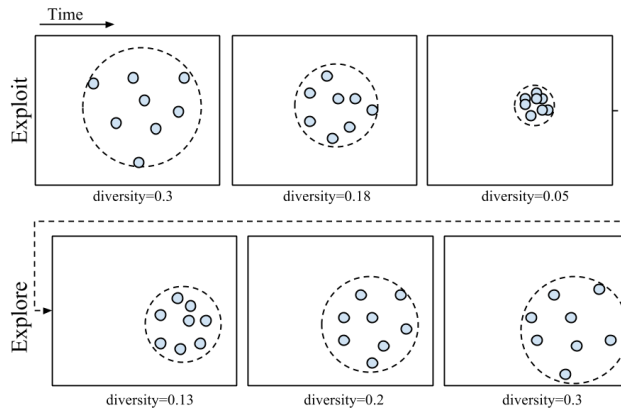 Time
Exploit
diversity=0.3
diversity=0.18
diversity=0.05
Explore
diversity=0.13
diversity=0.2
diversity=0.3